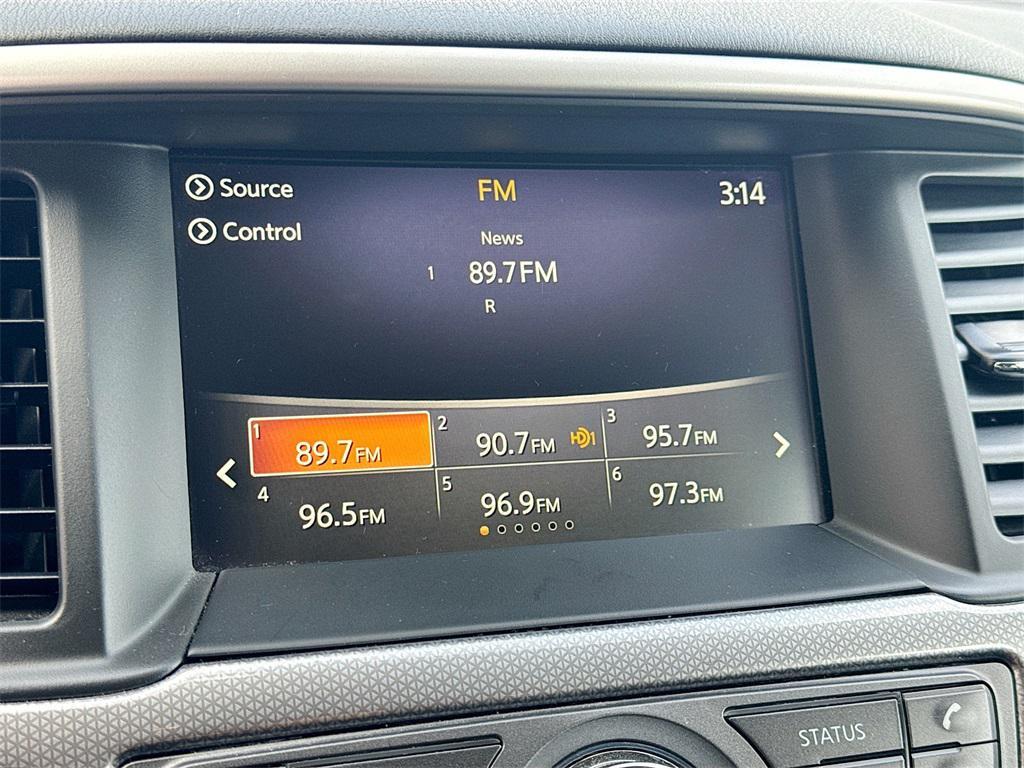 Source FM 3:14
Control News
1 89.7FM
R
1 89.7FM 2 90.7FM HD1 3 95.7FM
4 96.5FM 5 96.9FM 6 97.3FM
STATUS